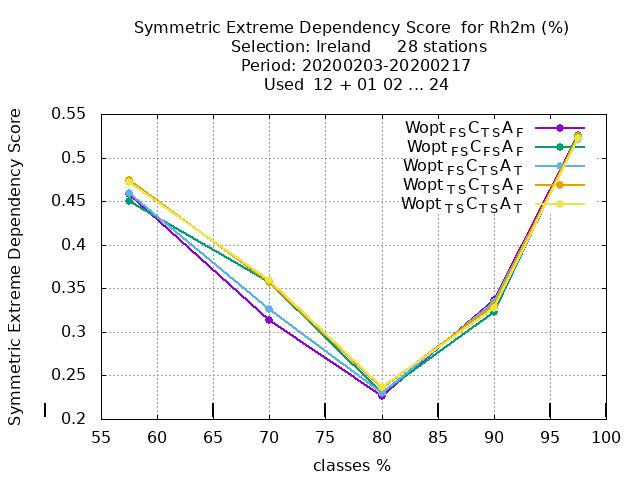 Symmetric Extreme Dependency Score  for Rh2m (%)
Selection: Ireland     28 stations
Period: 20200203-20200217
Used  12 + 01 02 ... 24
Symmetric Extreme Dependency Score
0.55
0.5
0.45
0.4
0.35
0.3
0.25
0.2
Wopt FS C TS A F
Wopt FS C FS A F
Wopt FS C TS A T
Wopt TS C TS A F
Wopt TS C TS A T
55 60 65 70 75 80 85 90 95 100
classes %